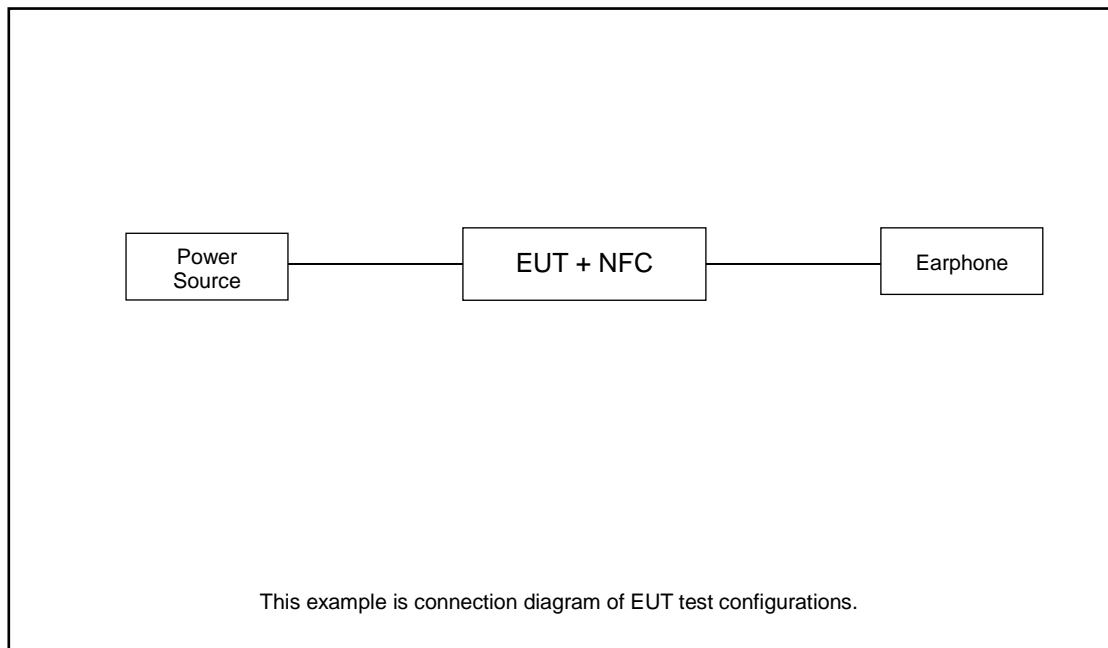 Power
Source
EUT + NFC
Earphone
This example is connection diagram of EUT test configurations.